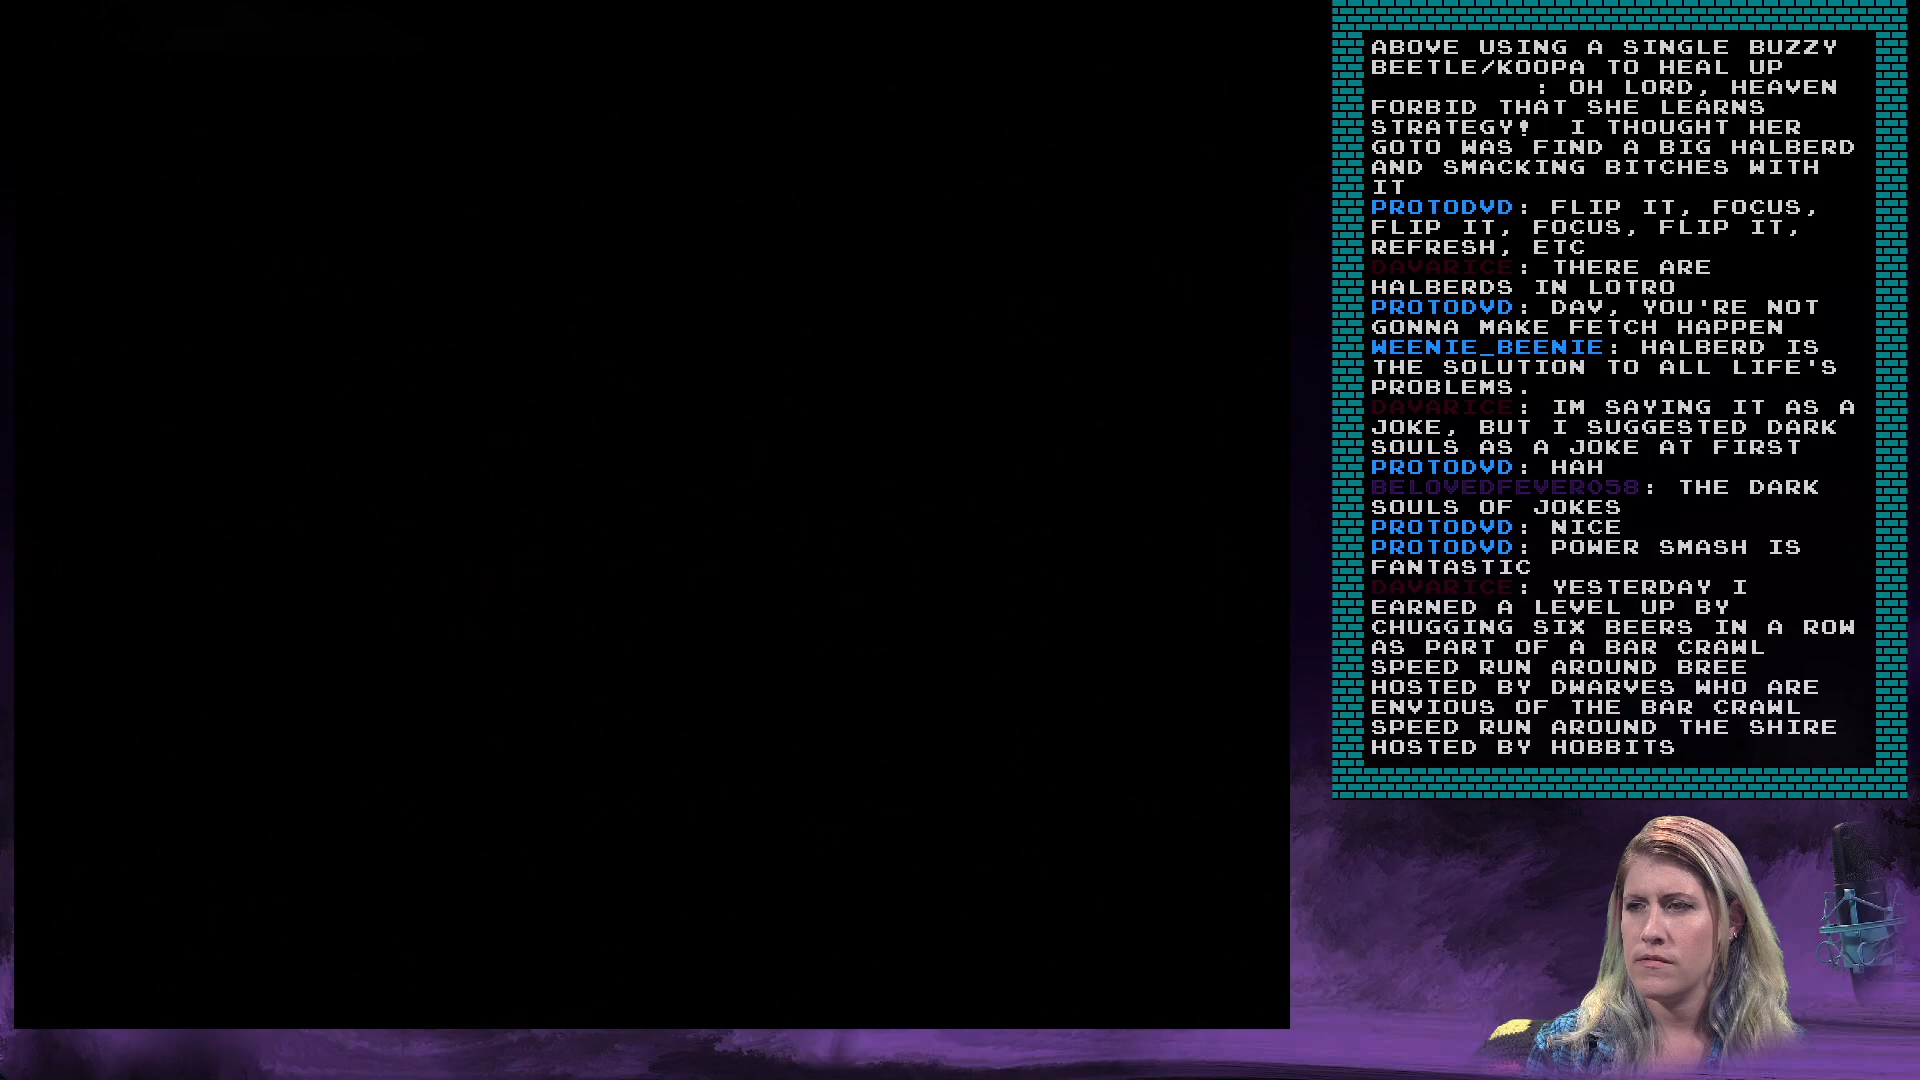 ABOVE USING A SINGLE BUZZY
BEETLE/KOOPA TO HEAL UP
: OH LORD, HEAVEN
FORBID THAT SHE LEARNS
STRATEGY! I THOUGHT HER
GOTO WAS FIND A BIG HALBERD
AND SMACKING BITCHES WITH
IT
PROTODVD: FLIP IT, FOCUS,
FLIP IT, FOCUS, FLIP IT,
REFRESH, ETC
DAVARICE: THERE ARE
HALBERDS IN LOTRO
PROTODVD: DAV, YOU'RE NOT
GONNA MAKE FETCH HAPPEN
WEENIE_BEENIE: HALBERD IS
THE SOLUTION TO ALL LIFE'S
PROBLEMS.
DAVARICE: IM SAYING IT AS A
JOKE, BUT I SUGGESTED DARK
SOULS AS A JOKE AT FIRST
PROTODVD: HAH
BELOVEDFEVER058: THE DARK
SOULS OF JOKES
PROTODVD: NICE
PROTODVD: POWER SMASH IS
FANTASTIC
DAVARICE: YESTERDAY I
EARNED A LEVEL UP BY
CHUGGING SIX BEERS IN A ROW
AS PART OF A BAR CRAWL
SPEED RUN AROUND BREE
HOSTED BY DWARVES WHO ARE
ENVIOUS OF THE BAR CRAWL
SPEED RUN AROUND THE SHIRE
HOSTED BY HOBBITS